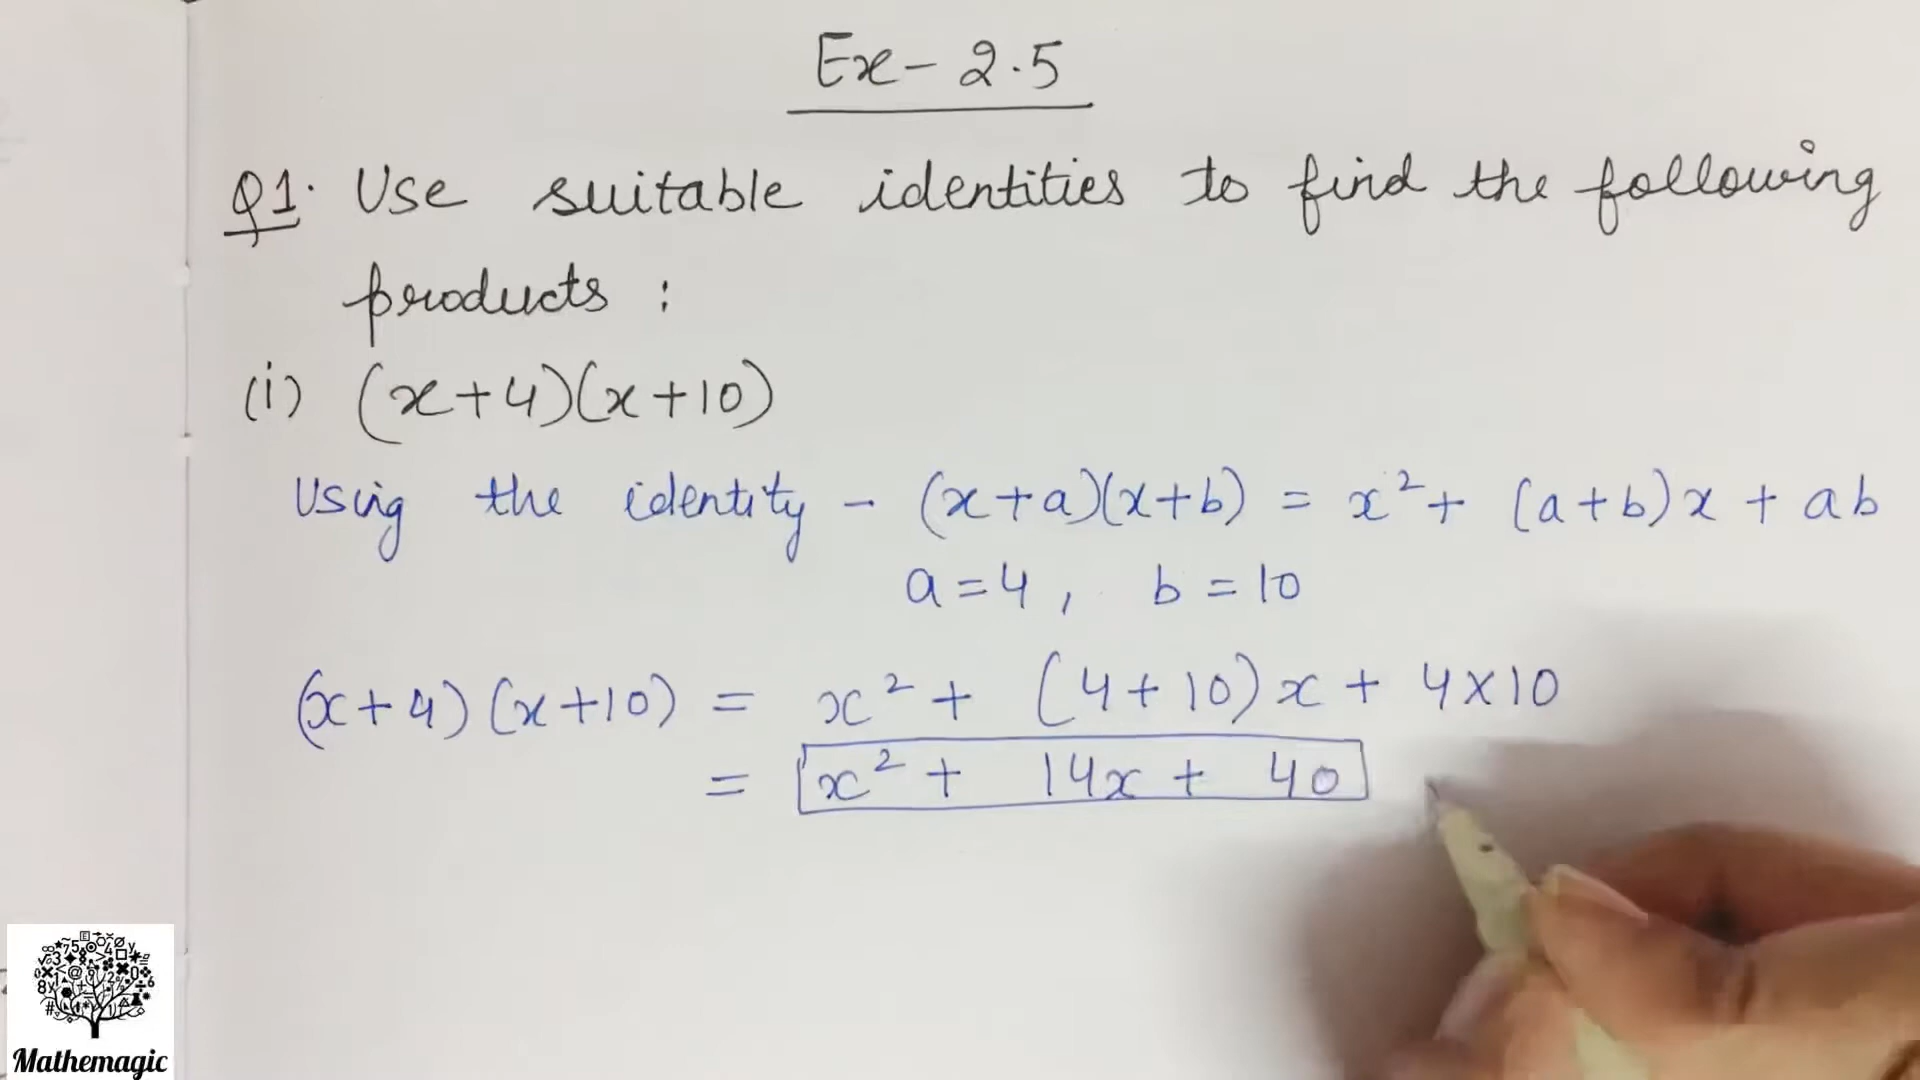 Ex - 2.5
Q1. Use suitable identities to find the following
products :
(i) (x+4)(x+10)
Using the identity - (x+a)(x+b) = x² + (a+b)x + ab
a = 4 , b = 10
(x+4)(x+10) = x² + (4+10)x + 4×10
= x² + 14x + 40
Mathemagic